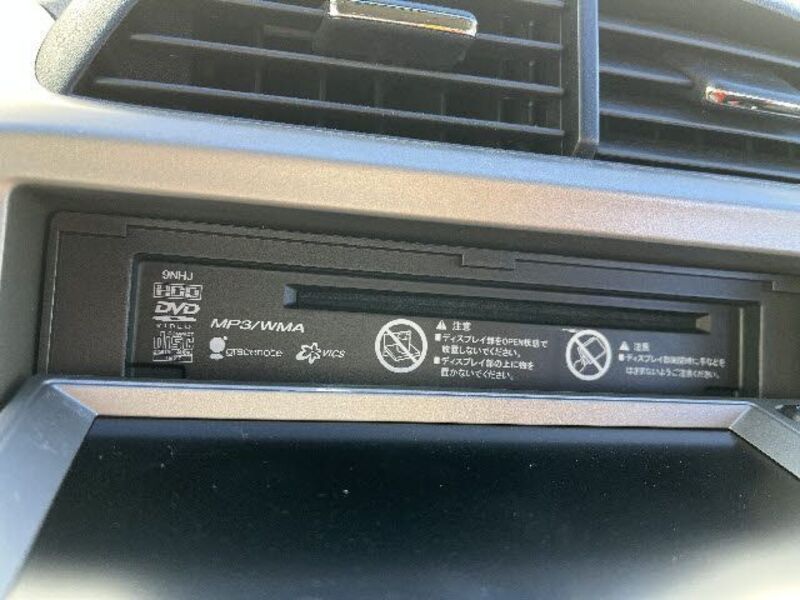 9NHJ
HDD
DVD
VIDEO
disc
MP3/WMA
gracenote
VICS
注意
■ディスプレイ部をOPEN状態で
放置しないでください。
■ディスプレイ部の上に物を
置かないでください。
注意
■ディスプレイ部開閉時に手などを
はさまないようご注意ください。